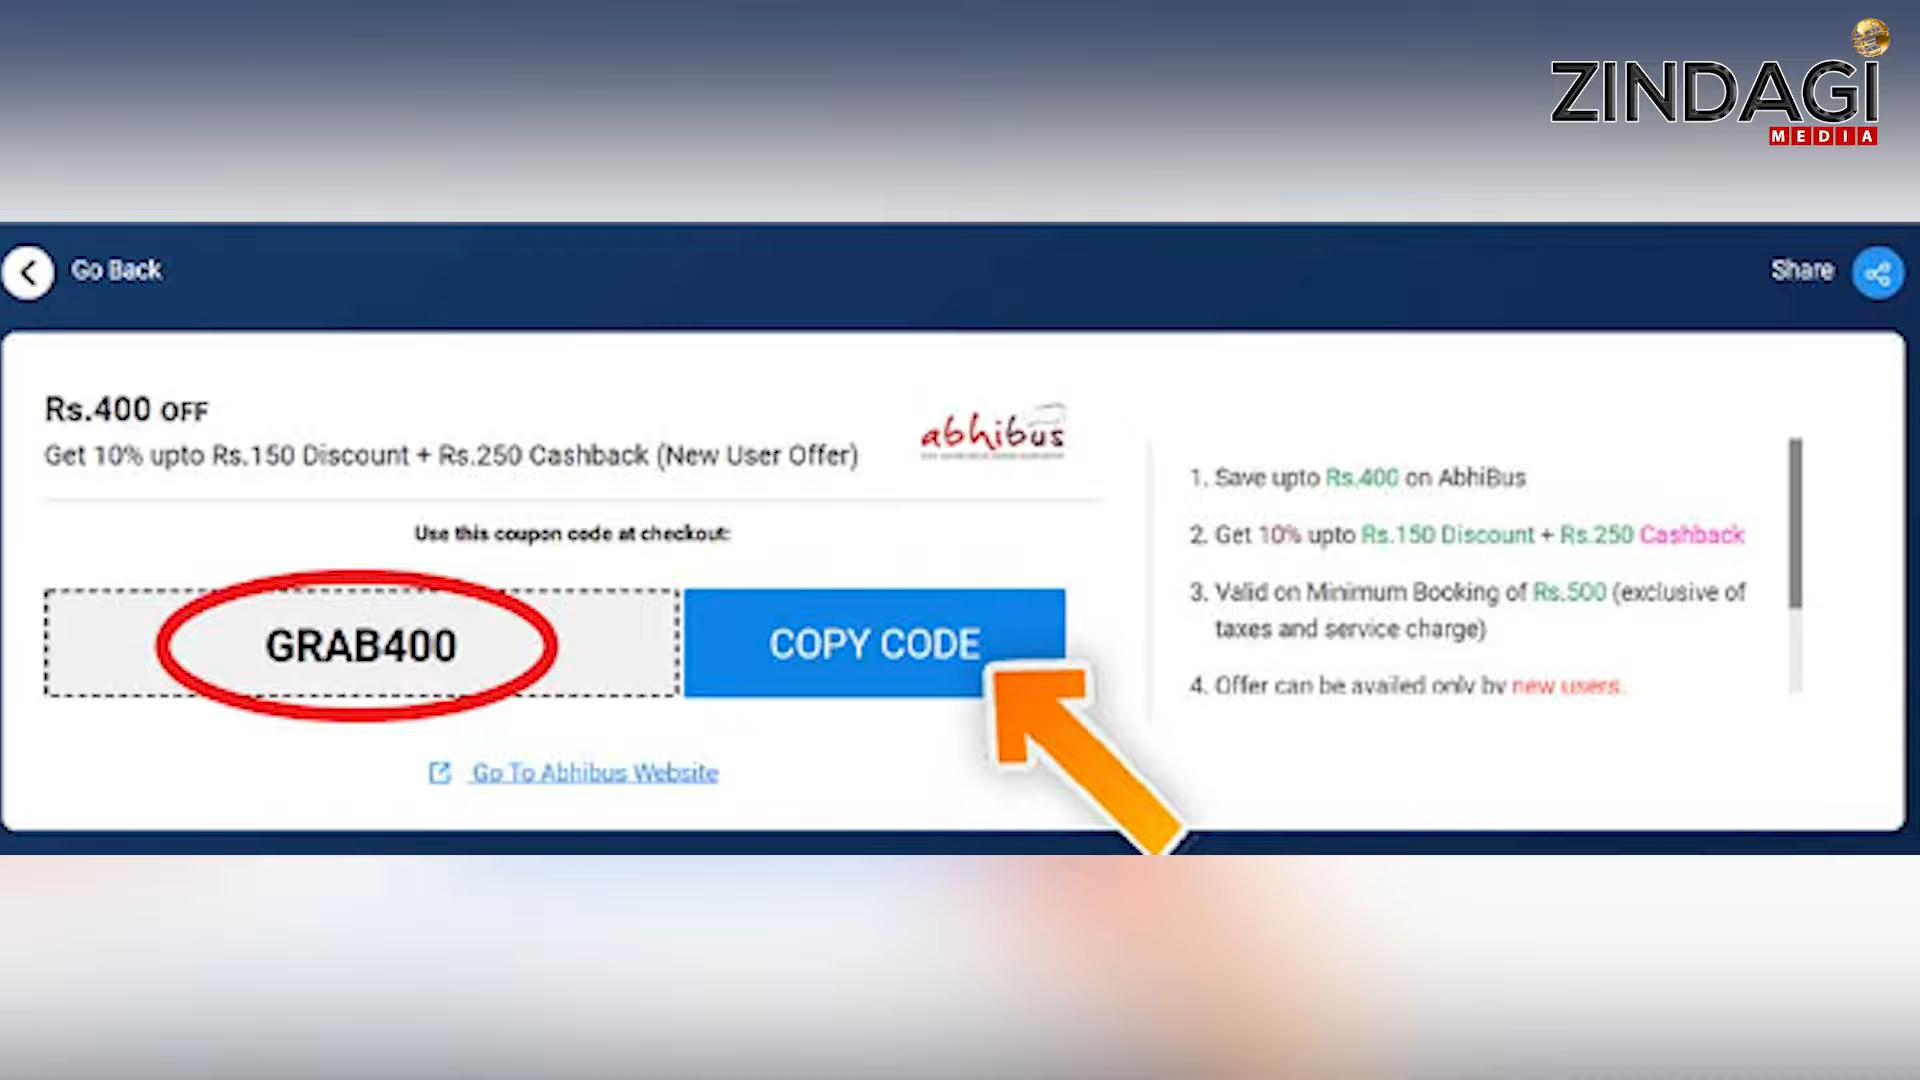 ZINDAGI
MEDIA
Go Back
Share
Rs.400 OFF
Get 10% upto Rs.150 Discount + Rs.250 Cashback (New User Offer)
abhibus
Use this coupon code at checkout:
GRAB400
COPY CODE
Go To Abhibus Website
1. Save upto Rs.400 on AbhiBus
2. Get 10% upto Rs.150 Discount + Rs.250 Cashback
3. Valid on Minimum Booking of Rs.500 (exclusive of
taxes and service charge)
4. Offer can be availed only by new users.